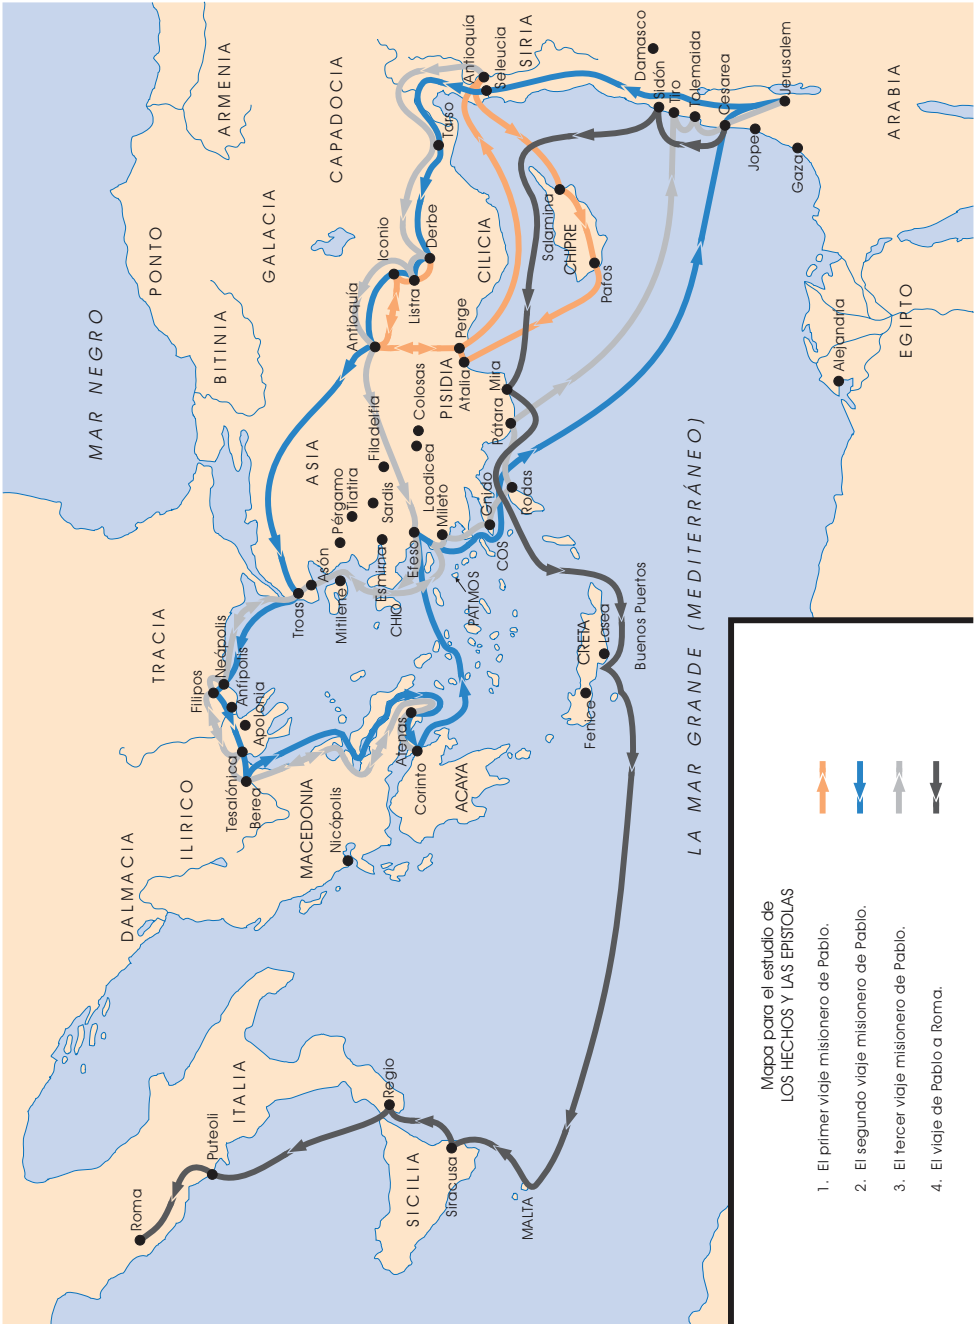 MAR NEGRO
PONTO
ARMENIA
CAPADOCIA
GALACIA
BITINIA
ASIA
PISIDIA
CILICIA
SIRIA
ARABIA
EGIPTO
CHIPRE
TRACIA
ILIRICO
DALMACIA
MACEDONIA
ACAYA
ITALIA
SICILIA
CRETA
MALTA
COS
CHIO
PATMOS
LA MAR GRANDE (MEDITERRÁNEO)
Roma
Puteoli
Regio
Siracusa
Nicópolis
Tesalónica
Berea
Apolonia
Anfípolis
Neápolis
Filipos
Atenas
Corinto
Troas
Asón
Mitilene
Pérgamo
Tiatira
Esmirna
Sardis
Filadelfia
Efeso
Mileto
Laodicea
Colosas
Gnido
Rodas
Pátara
Mira
Atalia
Perge
Antioquía
Iconio
Listra
Derbe
Tarso
Antioquía
Seleucia
Salamina
Pafos
Damasco
Sidón
Tiro
Tolemaida
Cesarea
Jerusalem
Jope
Gaza
Alejandria
Fenice
Lasea
Buenos Puertos
Mapa para el estudio de
LOS HECHOS Y LAS EPISTOLAS
1. El primer viaje misionero de Pablo.
2. El segundo viaje misionero de Pablo.
3. El tercer viaje misionero de Pablo.
4. El viaje de Pablo a Roma.